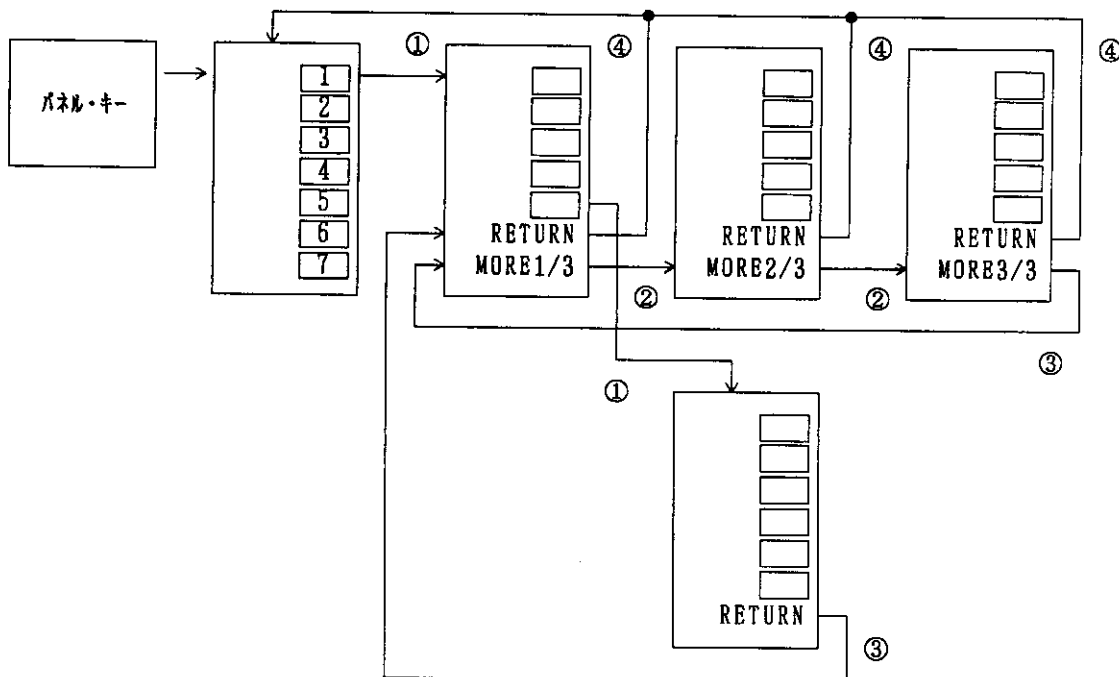 パネル・キー
1
2
3
4
5
6
7
①
④
RETURN
MORE1/3
②
④
RETURN
MORE2/3
②
④
RETURN
MORE3/3
③
①
RETURN
③